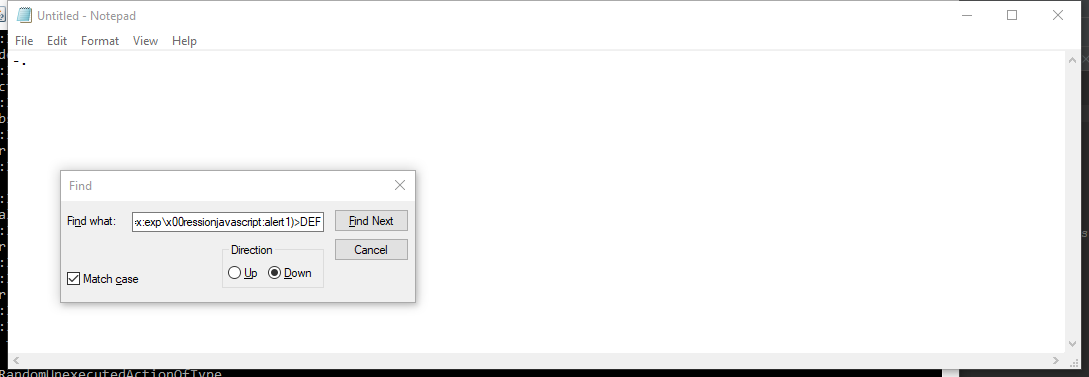 Untitled - Notepad
File Edit Format View Help
-.
Find
Find what: -x:exp\x00ressionjavascript:alert1)>DEF Find Next
Direction Cancel
Up Down
Match case
RandomUnexecutedActionOfType